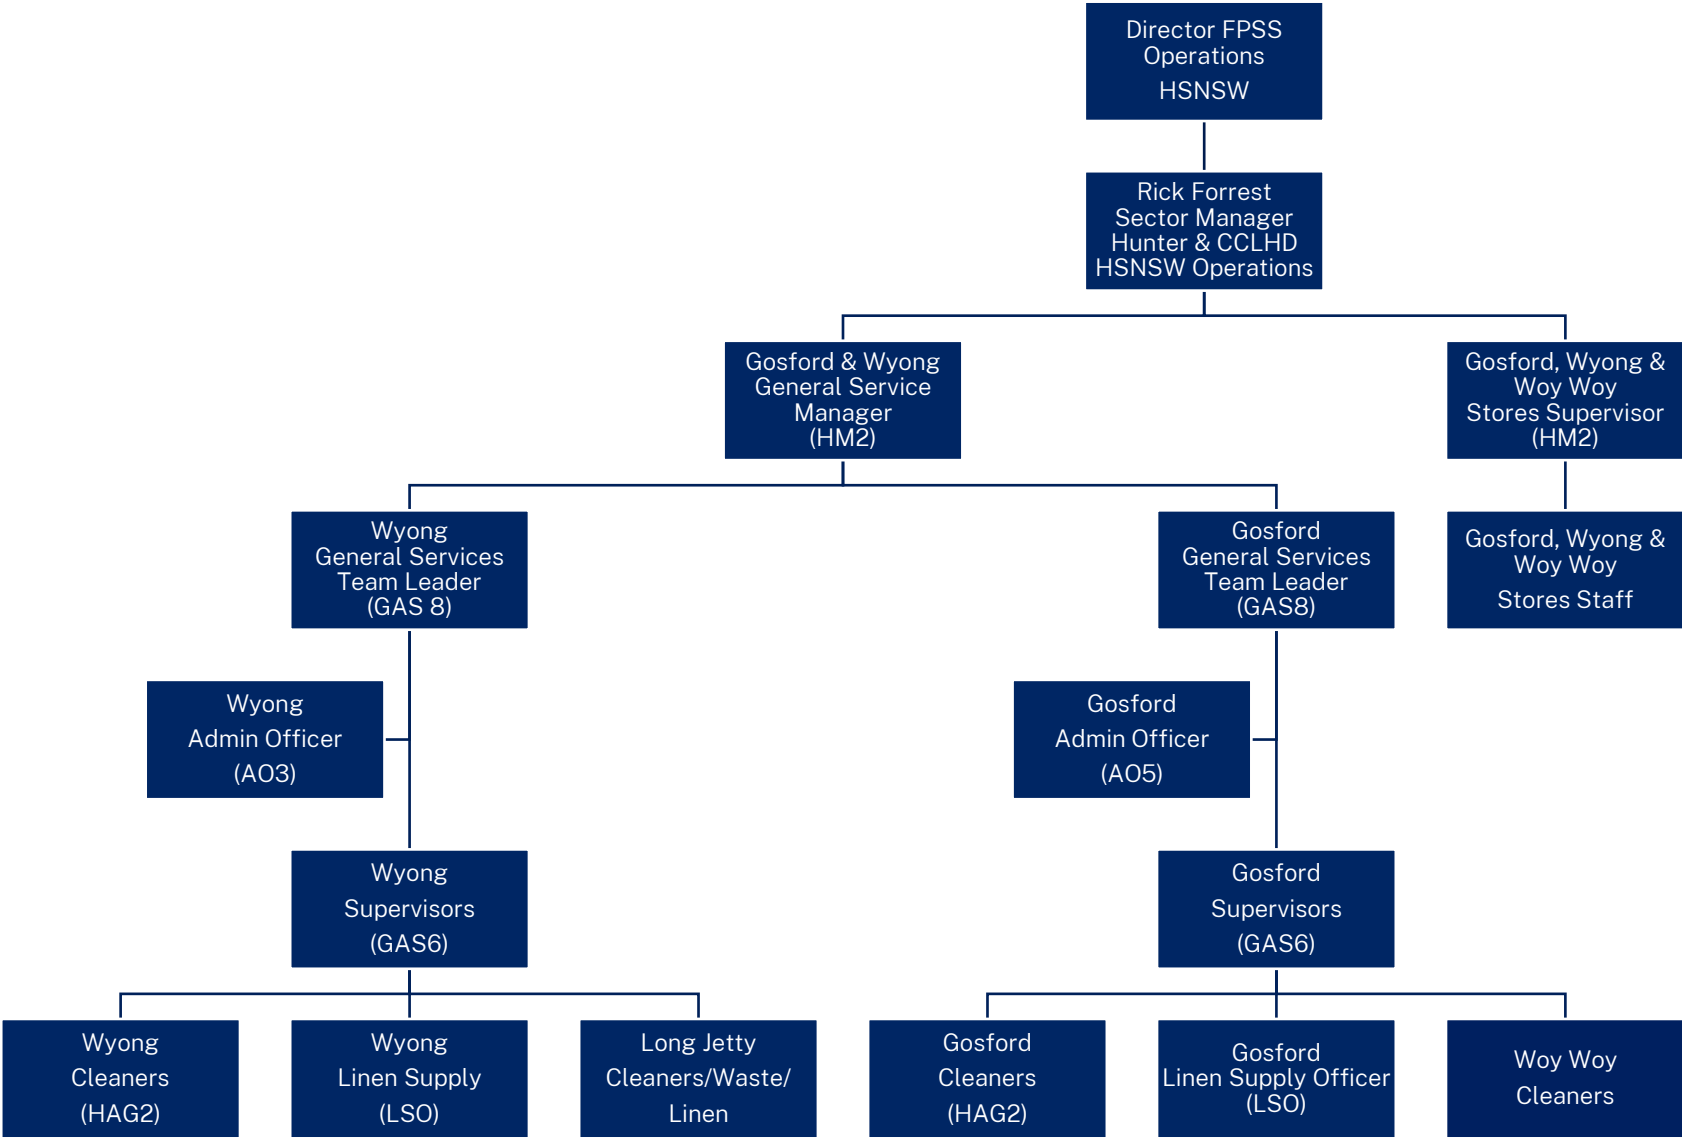 Director FPSS
Operations
HSNSW
Rick Forrest
Sector Manager
Hunter & CCLHD
HSNSW Operations
Gosford & Wyong
General Service
Manager
(HM2)
Gosford, Wyong &
Woy Woy
Stores Supervisor
(HM2)
Wyong
General Services
Team Leader
(GAS 8)
Gosford
General Services
Team Leader
(GAS8)
Gosford, Wyong &
Woy Woy
Stores Staff
Wyong
Admin Officer
(AO3)
Gosford
Admin Officer
(AO5)
Wyong
Supervisors
(GAS6)
Gosford
Supervisors
(GAS6)
Wyong
Cleaners
(HAG2)
Wyong
Linen Supply
(LSO)
Long Jetty
Cleaners/Waste/
Linen
Gosford
Cleaners
(HAG2)
Gosford
Linen Supply Officer
(LSO)
Woy Woy
Cleaners